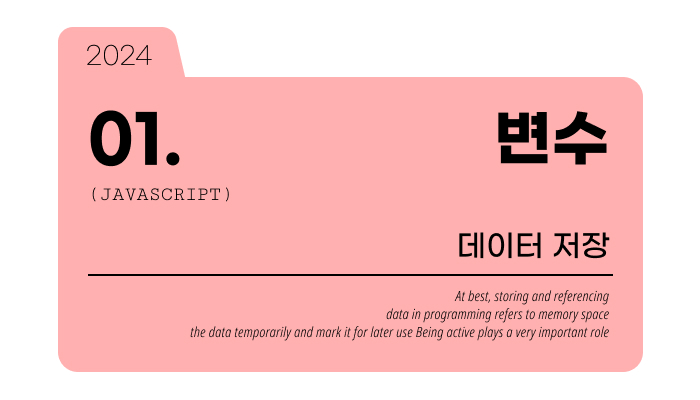 2024
01.
변수
(JAVASCRIPT)
데이터 저장
At best, storing and referencing
data in programming refers to memory space
the data temporarily and mark it for later use Being active plays a very important role